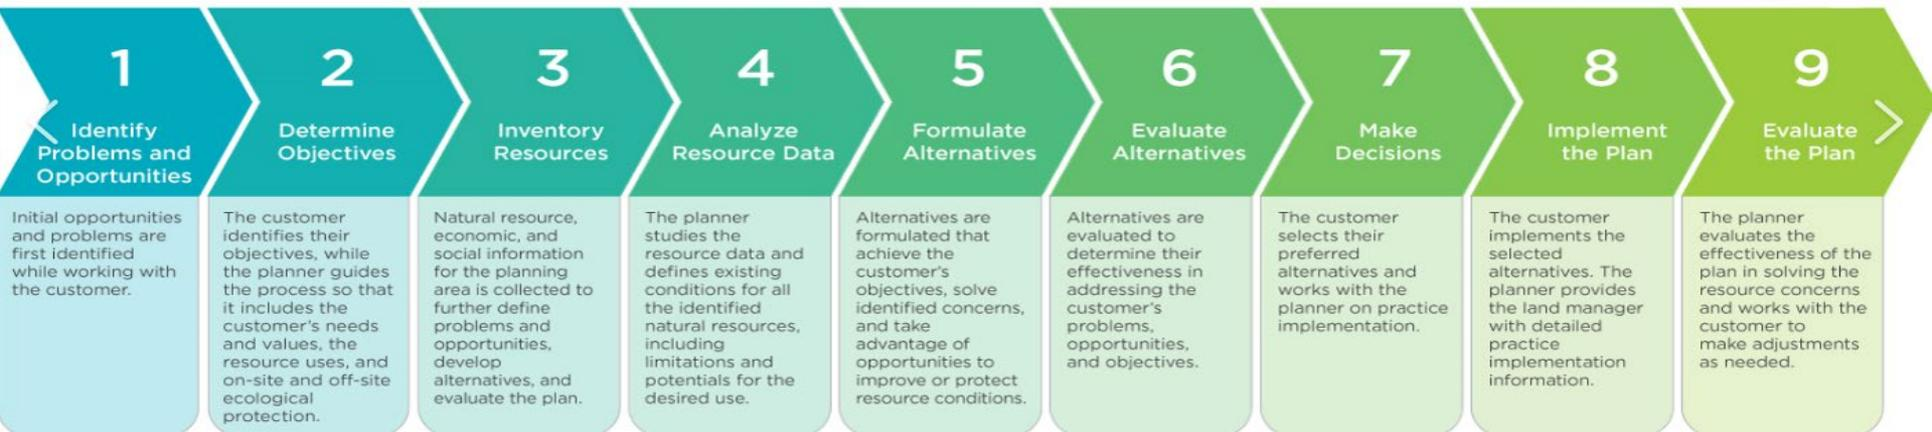 1
Identify
Problems and
Opportunities
Initial opportunities
and problems are
first identified
while working with
the customer.
2
Determine
Objectives
The customer
identifies their
objectives, while
the planner guides
the process so that
it includes the
customer's needs
and values, the
resource uses, and
on-site and off-site
ecological
protection.
3
Inventory
Resources
Natural resource,
economic, and
social information
for the planning
area is collected to
further define
problems and
opportunities,
develop
alternatives, and
evaluate the plan.
4
Analyze
Resource Data
The planner
studies the
resource data and
defines existing
conditions for all
the identified
natural resources,
including
limitations and
potentials for the
desired use.
5
Formulate
Alternatives
Alternatives are
formulated that
achieve the
customer's
objectives, solve
identified concerns,
and take
advantage of
opportunities to
improve or protect
resource conditions.
6
Evaluate
Alternatives
Alternatives are
evaluated to
determine their
effectiveness in
addressing the
customer's
problems,
opportunities,
and objectives.
7
Make
Decisions
The customer
selects their
preferred
alternatives and
works with the
planner on practice
implementation.
8
Implement
the Plan
The customer
implements the
selected
alternatives. The
planner provides
the land manager
with detailed
practice
implementation
information.
9
Evaluate
the Plan
The planner
evaluates the
effectiveness of the
plan in solving the
resource concerns
and works with the
customer to
make adjustments
as needed.